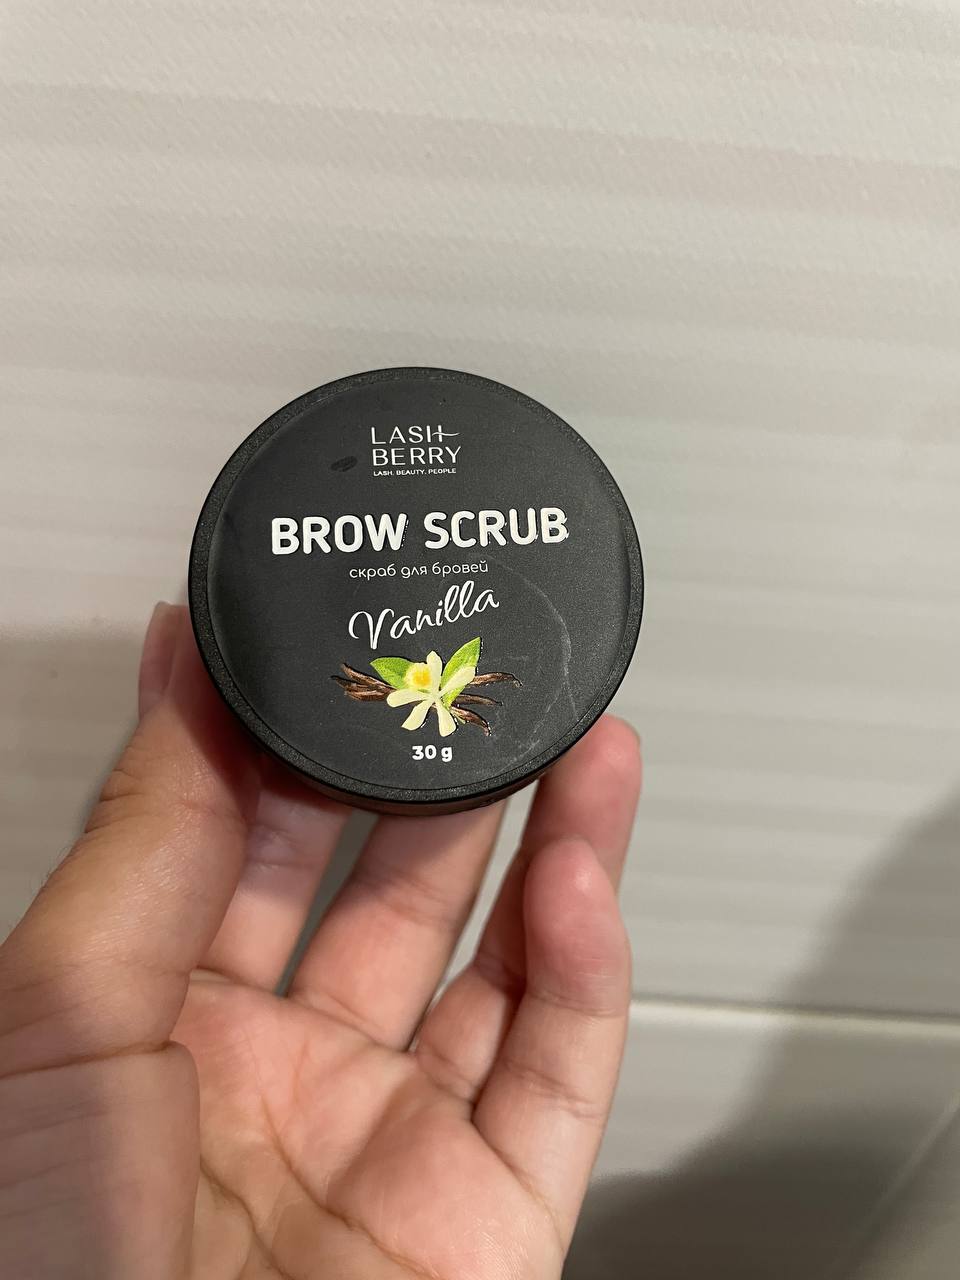 LASH
BERRY
LASH. BEAUTY. PEOPLE
BROW SCRUB
скраб для бровей
Vanilla
30 g